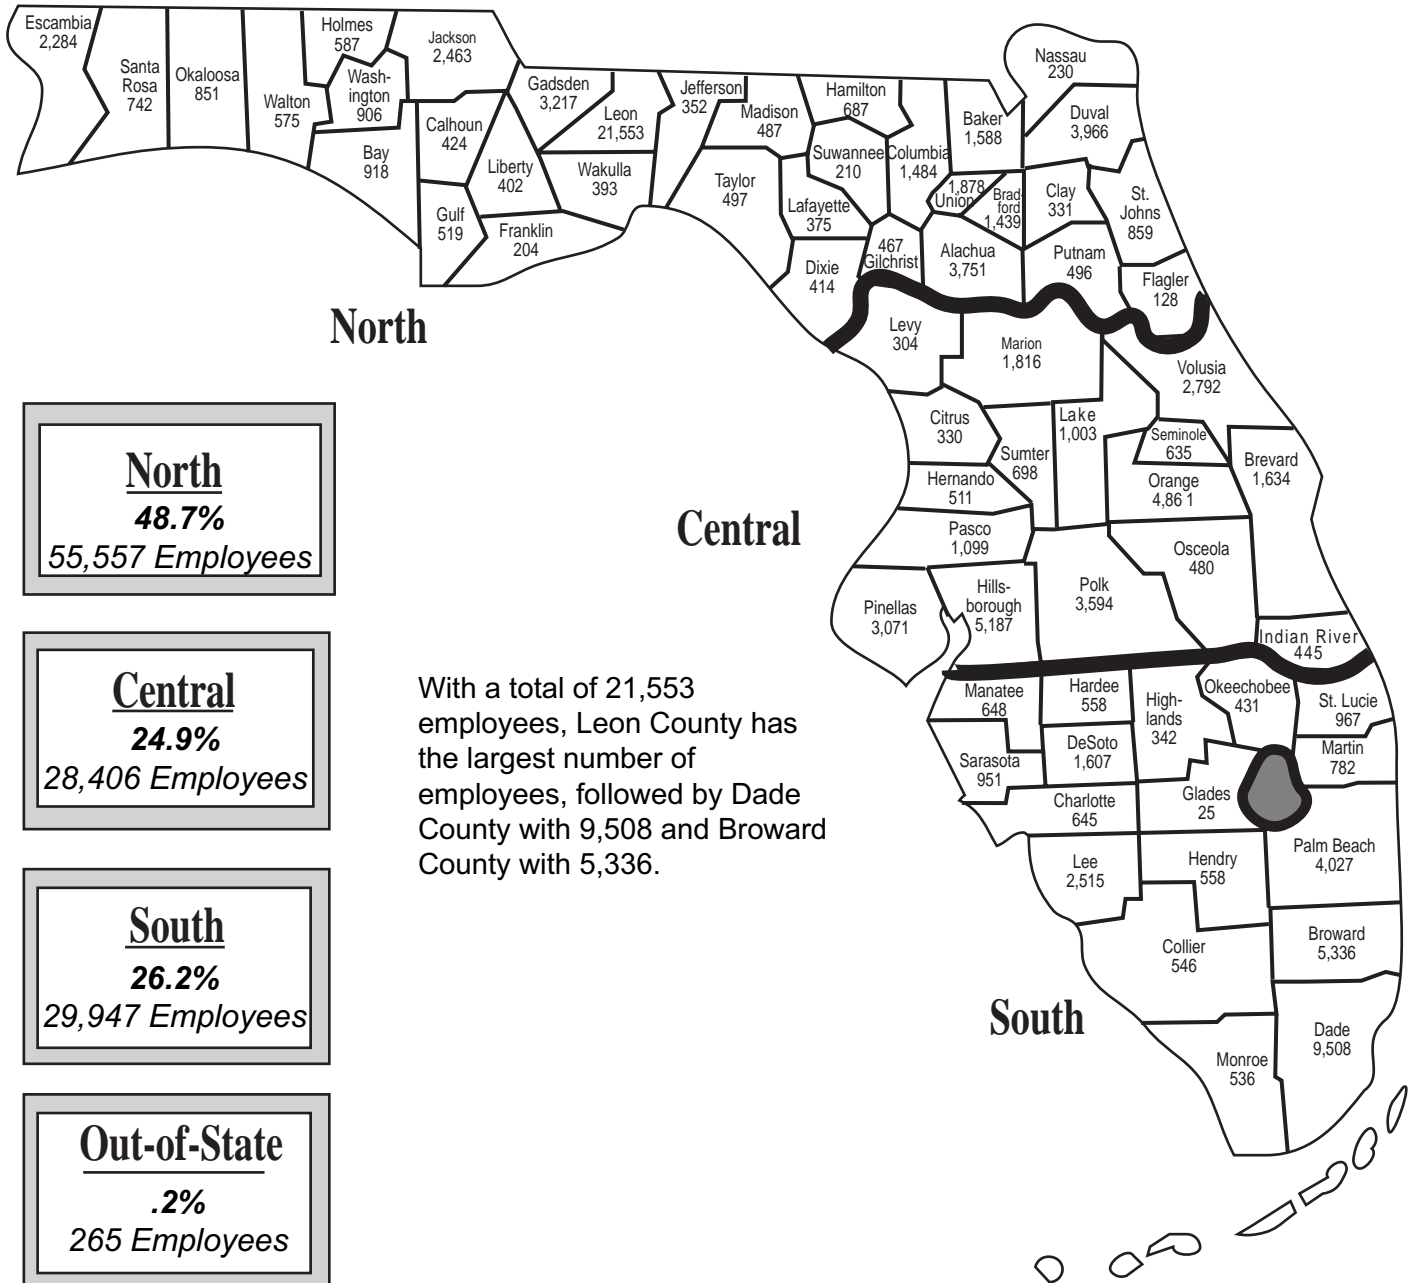 Escambia
2,284
Santa
Rosa
742
Okaloosa
851
Walton
575
Holmes
587
Wash-
ington
906
Jackson
2,463
Bay
918
Calhoun
424
Gulf
519
Liberty
402
Gadsden
3,217
Franklin
204
Leon
21,553
Wakulla
393
Jefferson
352
Madison
487
Taylor
497
Hamilton
687
Suwannee
210
Lafayette
375
Dixie
414
Columbia
1,484
467
Gilchrist
Baker
1,588
1,878
Union
Brad-
ford
1,439
Alachua
3,751
Nassau
230
Duval
3,966
Clay
331
St.
Johns
859
Putnam
496
Flagler
128
North
Levy
304
Marion
1,816
Volusia
2,792
Citrus
330
Sumter
698
Lake
1,003
Seminole
635
Orange
4,86 1
Brevard
1,634
Hernando
511
Pasco
1,099
Pinellas
3,071
Hills-
borough
5,187
Polk
3,594
Osceola
480
Indian River
445
Central
Manatee
648
Hardee
558
High-
lands
342
Okeechobee
431
St. Lucie
967
Sarasota
951
DeSoto
1,607
Martin
782
Charlotte
645
Glades
25
Lee
2,515
Hendry
558
Palm Beach
4,027
Collier
546
Broward
5,336
Monroe
536
Dade
9,508
South
North
48.7%
55,557 Employees
Central
24.9%
28,406 Employees
South
26.2%
29,947 Employees
Out-of-State
.2%
265 Employees
With a total of 21,553
employees, Leon County has
the largest number of
employees, followed by Dade
County with 9,508 and Broward
County with 5,336.